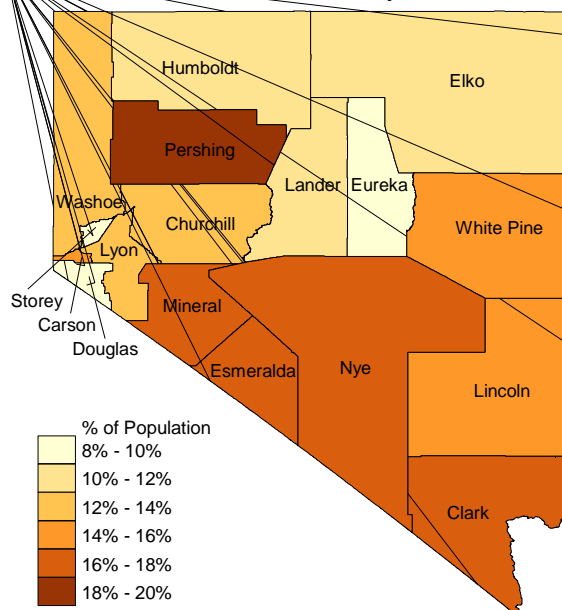 Humboldt
Elko
Pershing
Lander
Eureka
Washoe
Churchill
White Pine
Lyon
Storey
Carson
Douglas
Mineral
Esmeralda
Nye
Lincoln
Clark
% of Population
8% - 10%
10% - 12%
12% - 14%
14% - 16%
16% - 18%
18% - 20%